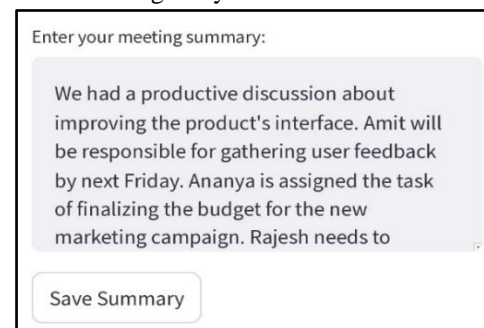 Enter your meeting summary:
We had a productive discussion about
improving the product's interface. Amit will
be responsible for gathering user feedback
by next Friday. Ananya is assigned the task
of finalizing the budget for the new
marketing campaign. Rajesh needs to
Save Summary